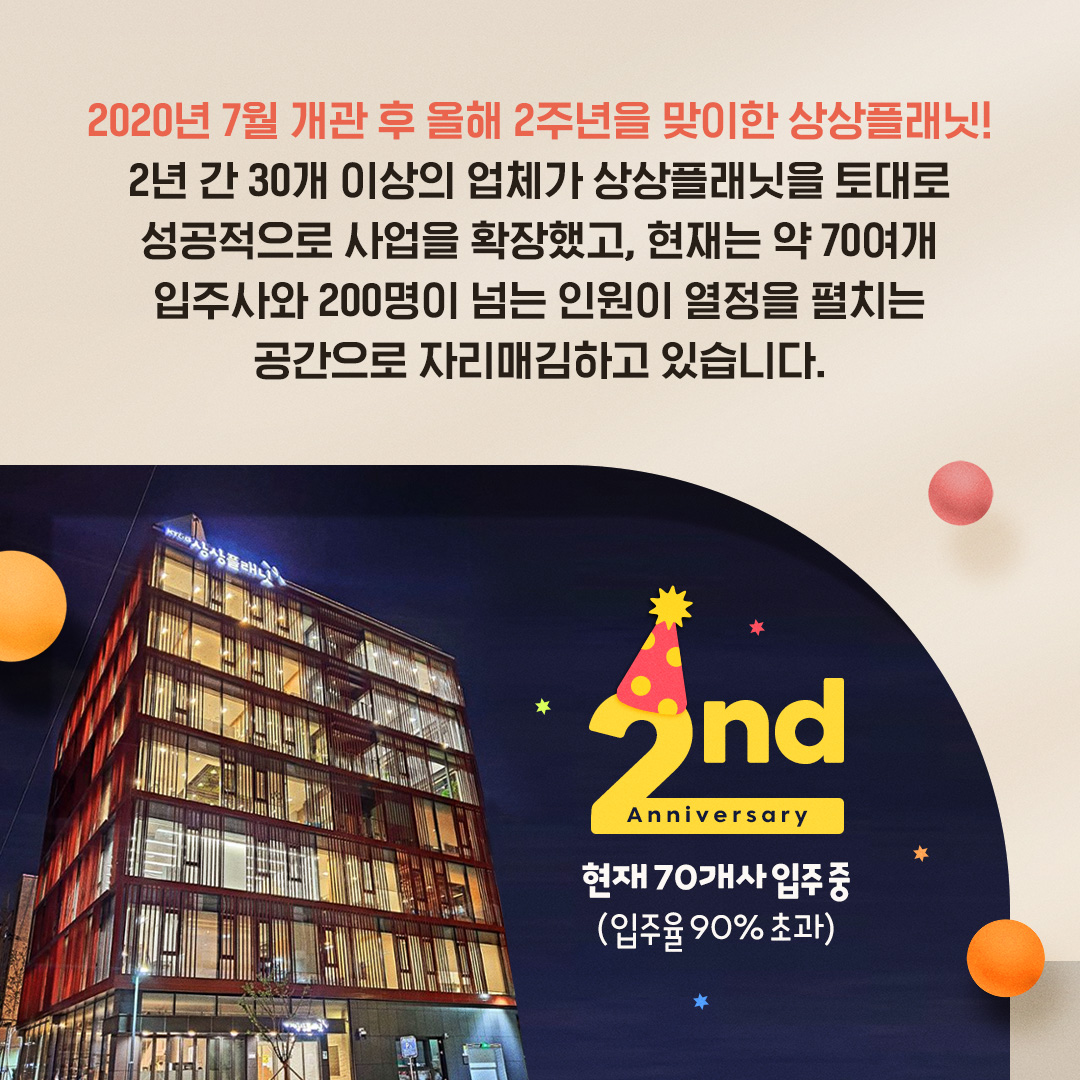 2020년 7월 개관 후 올해 2주년을 맞이한 상상플래닛!
2년 간 30개 이상의 업체가 상상플래닛을 토대로
성공적으로 사업을 확장했고, 현재는 약 70여개
입주사와 200명이 넘는 인원이 열정을 펼치는
공간으로 자리매김하고 있습니다.
KT&G 상상플래닛
2nd
Anniversary
현재 70개사 입주 중
(입주율 90% 초과)